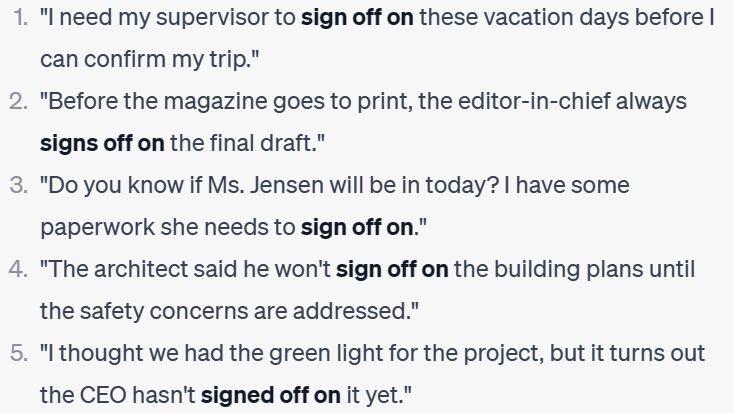 1. "I need my supervisor to sign off on these vacation days before I
can confirm my trip."
2. "Before the magazine goes to print, the editor-in-chief always
signs off on the final draft."
3. "Do you know if Ms. Jensen will be in today? I have some
paperwork she needs to sign off on."
4. "The architect said he won't sign off on the building plans until
the safety concerns are addressed."
5. "I thought we had the green light for the project, but it turns out
the CEO hasn't signed off on it yet."